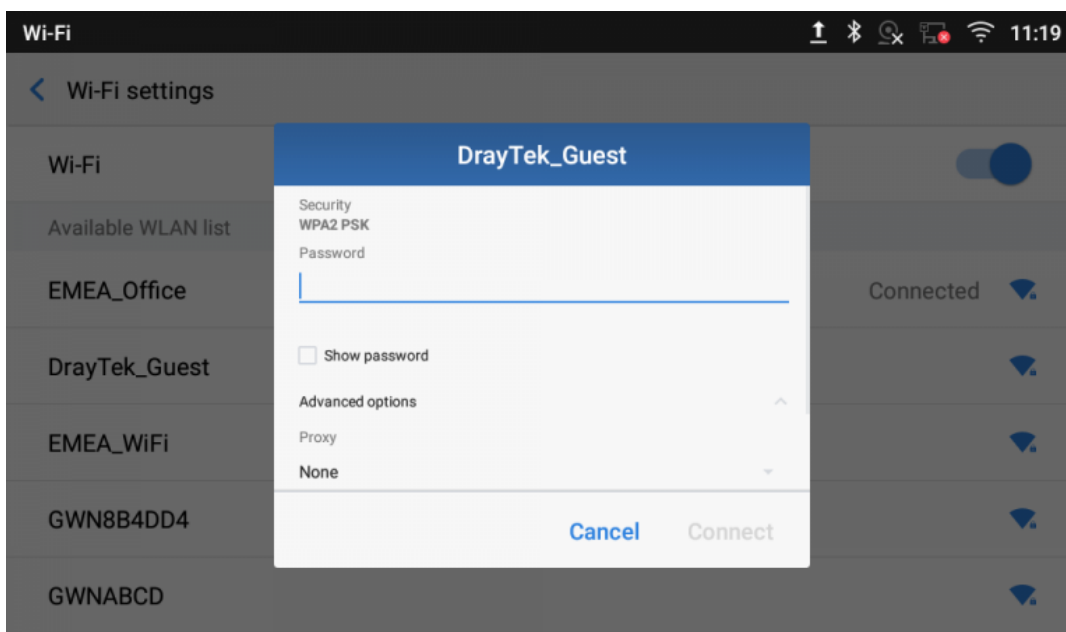 Wi-Fi 11:19
Wi-Fi settings
Wi-Fi
Available WLAN list
EMEA_Office Connected
DrayTek_Guest
EMEA_WiFi
GWN8B4DD4
GWNABCD
DrayTek_Guest
Security
WPA2 PSK
Password
Show password
Advanced options
Proxy
None
Cancel Connect